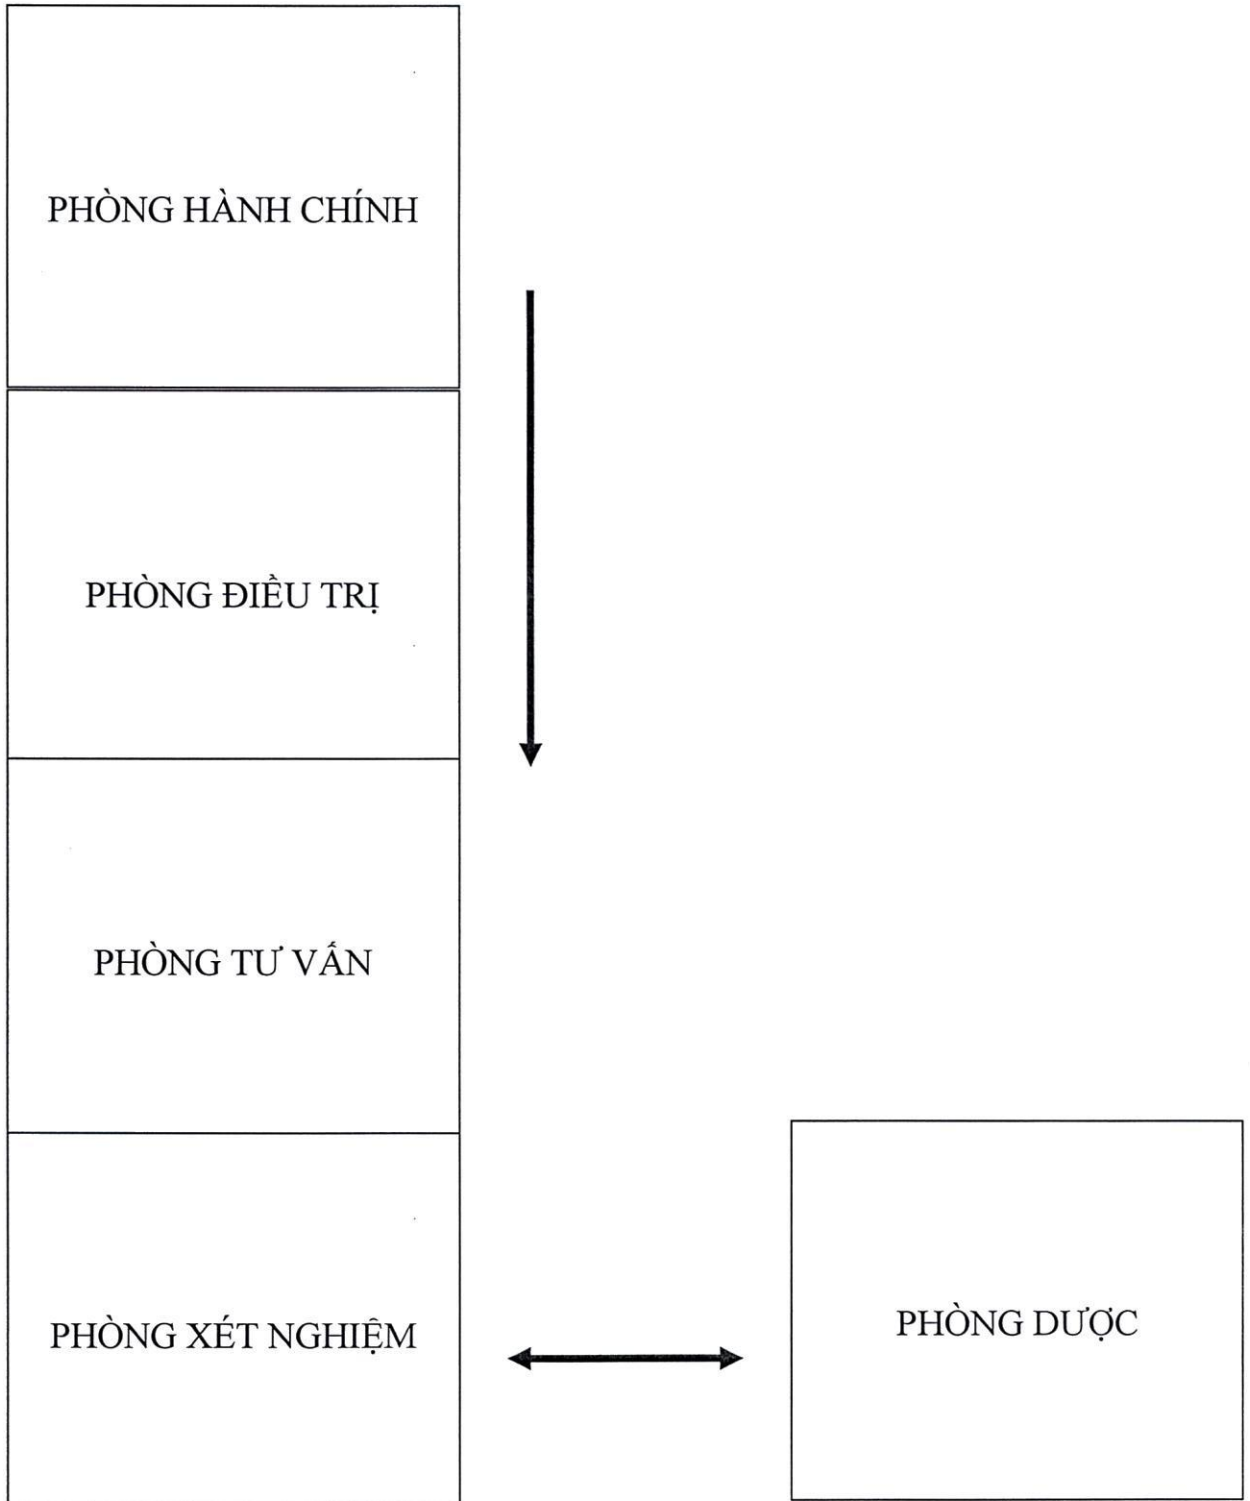 PHÒNG HÀNH CHÍNH
PHÒNG ĐIỀU TRỊ
PHÒNG TƯ VẤN
PHÒNG XÉT NGHIỆM
PHÒNG DƯỢC